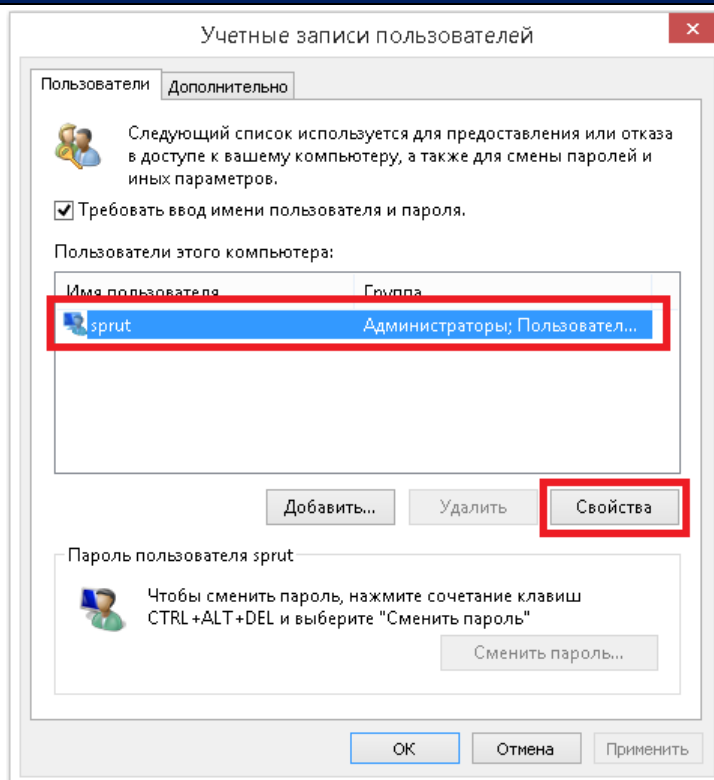 Учетные записи пользователей
Пользователи Дополнительно
Следующий список используется для предоставления или отказа
в доступе к вашему компьютеру, а также для смены паролей и
иных параметров.
Требовать ввод имени пользователя и пароля.
Пользователи этого компьютера:
Имя пользователя Группа
sprut Администраторы; Пользовател...
Добавить... Удалить Свойства
Пароль пользователя sprut
Чтобы сменить пароль, нажмите сочетание клавиш
CTRL+ALT+DEL и выберите "Сменить пароль"
Сменить пароль...
ОК Отмена Применить